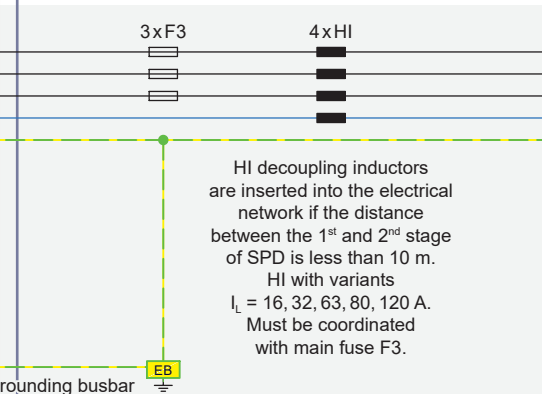 3xF3 4xHI
HI decoupling inductors
are inserted into the electrical
network if the distance
between the 1st and 2nd stage
of SPD is less than 10 m.
HI with variants
IL = 16, 32, 63, 80, 120 A.
Must be coordinated
with main fuse F3.
EB
rounding busbar